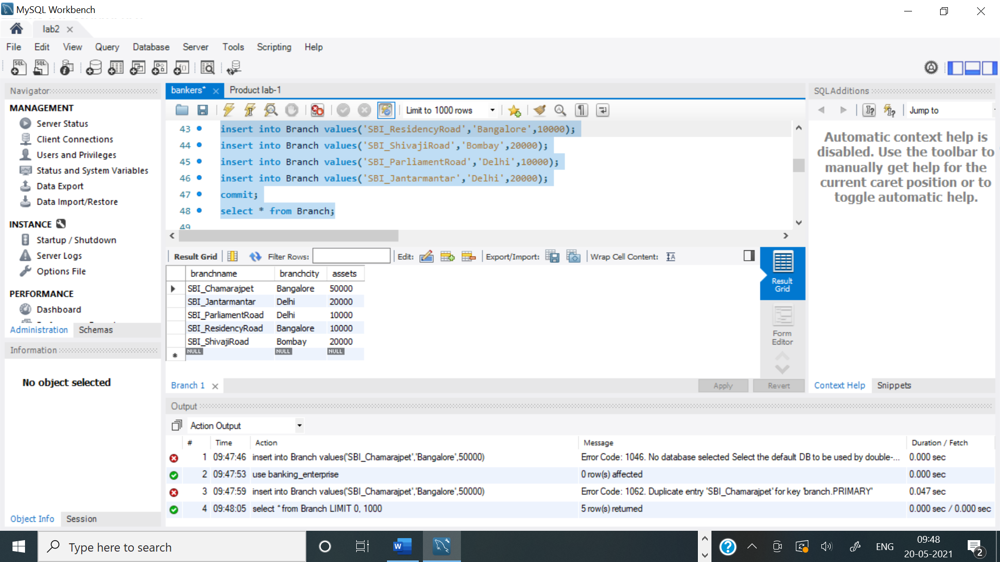 MySQL Workbench
lab2
File Edit View Query Database Server Tools Scripting Help
Navigator
MANAGEMENT
Server Status
Client Connections
Users and Privileges
Status and System Variables
Data Export
Data Import/Restore
INSTANCE
Startup / Shutdown
Server Logs
Options File
PERFORMANCE
Dashboard
Administration Schemas
Information
No object selected
Object Info Session
bankers* Product lab-1
Limit to 1000 rows
43 insert into Branch values('SBI_ResidencyRoad','Bangalore',10000);
44 insert into Branch values('SBI_ShivajiRoad','Bombay',20000);
45 insert into Branch values('SBI_ParliamentRoad','Delhi',10000);
46 insert into Branch values('SBI_Jantarmantar','Delhi',20000);
47 commit;
48 select * from Branch;
49
Result Grid Filter Rows: Edit: Export/Import: Wrap Cell Content:
branchname branchcity assets
SBI_Chamarajpet Bangalore 50000
SBI_Jantarmantar Delhi 20000
SBI_ParliamentRoad Delhi 10000
SBI_ResidencyRoad Bangalore 10000
SBI_ShivajiRoad Bombay 20000
NULL NULL NULL
Result
Grid
Form
Editor
Branch 1
Apply Revert
SQLAdditions
Jump to
Automatic context help is
disabled. Use the toolbar to
manually get help for the
current caret position or to
toggle automatic help.
Context Help Snippets
Output
Action Output
# Time Action Message Duration / Fetch
1 09:47:46 insert into Branch values('SBI_Chamarajpet','Bangalore',50000) Error Code: 1046. No database selected Select the default DB to be used by double-... 0.000 sec
2 09:47:53 use banking_enterprise 0 row(s) affected 0.000 sec
3 09:47:59 insert into Branch values('SBI_Chamarajpet','Bangalore',50000) Error Code: 1062. Duplicate entry 'SBI_Chamarajpet' for key 'branch.PRIMARY' 0.047 sec
4 09:48:05 select * from Branch LIMIT 0, 1000 5 row(s) returned 0.000 sec / 0.000 sec
Type here to search
ENG
09:48
20-05-2021
2